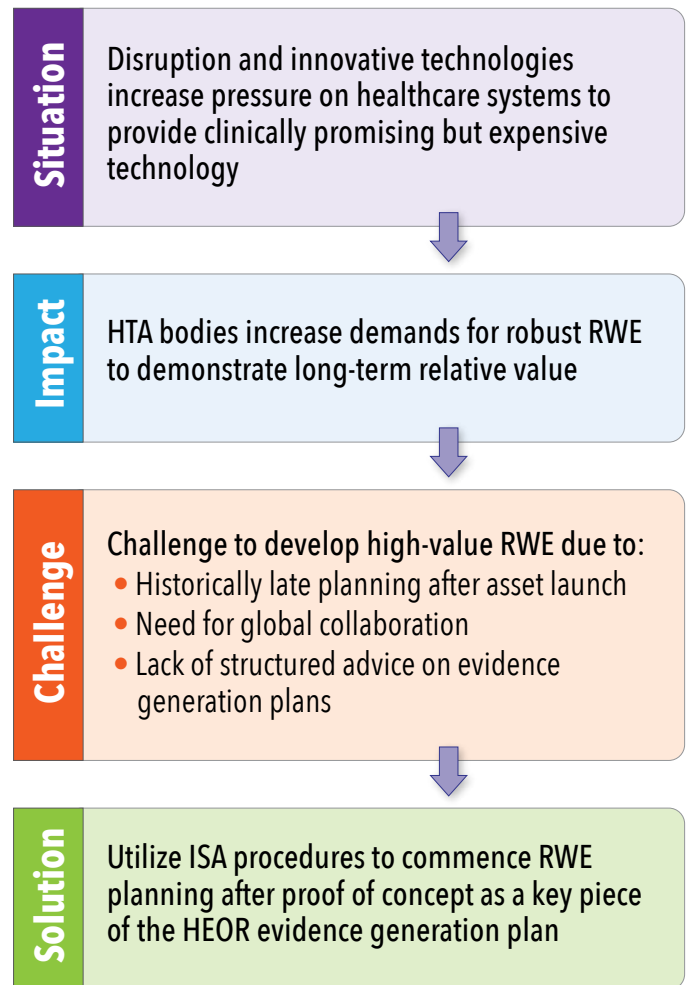 Situation
Disruption and innovative technologies
increase pressure on healthcare systems to
provide clinically promising but expensive
technology
Impact
HTA bodies increase demands for robust RWE
to demonstrate long-term relative value
Challenge
Challenge to develop high-value RWE due to:
• Historically late planning after asset launch
• Need for global collaboration
• Lack of structured advice on evidence
generation plans
Solution
Utilize ISA procedures to commence RWE
planning after proof of concept as a key piece
of the HEOR evidence generation plan